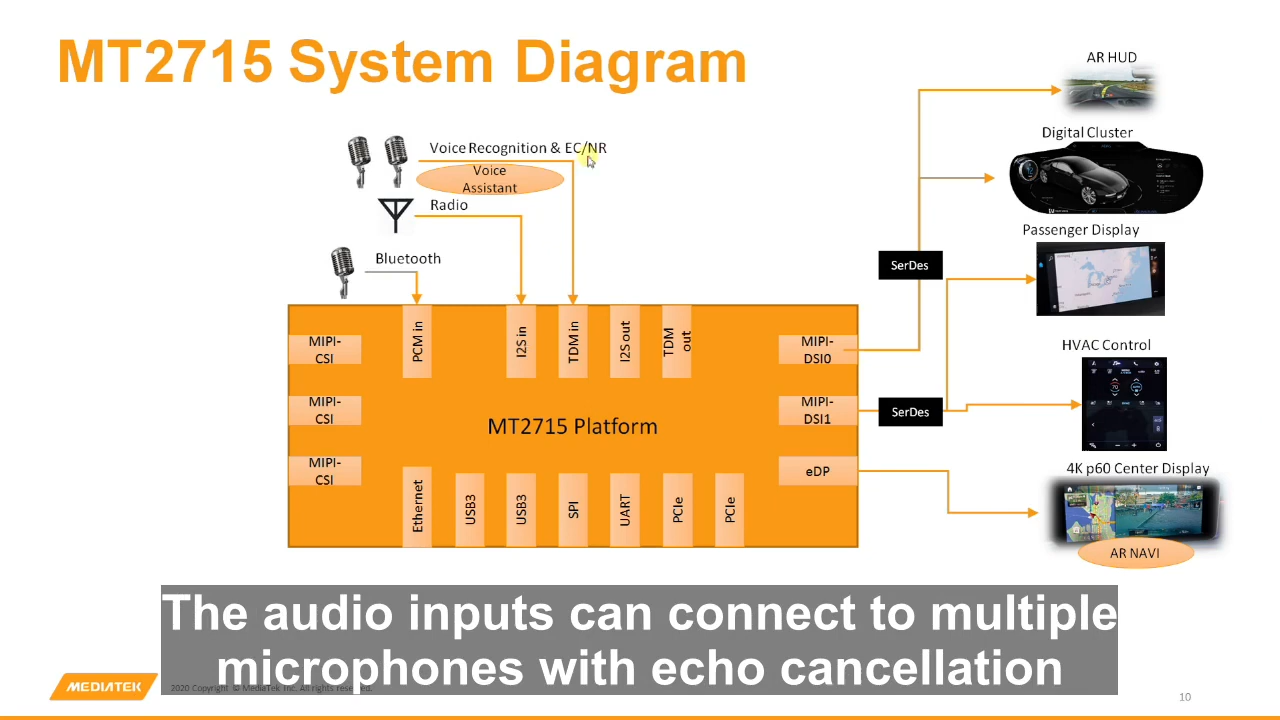 MT2715 System Diagram
AR HUD
Digital Cluster
Voice Recognition & EC/NR
Voice
Assistant
Radio
Bluetooth
Passenger Display
SerDes
HVAC Control
MIPI-
CSI
PCM in
I2S in
TDM in
I2S out
TDM
out
MIPI-
DSI0
MIPI-
CSI
MT2715 Platform
MIPI-
DSI1
SerDes
MIPI-
CSI
eDP
4K p60 Center Display
Ethernet
USB3
USB3
SPI
UART
PCIe
PCIe
AR NAVI
The audio inputs can connect to multiple
microphones with echo cancellation
MEDIATEK
2020 Copyright © MediaTek Inc. All rights reserved.
10